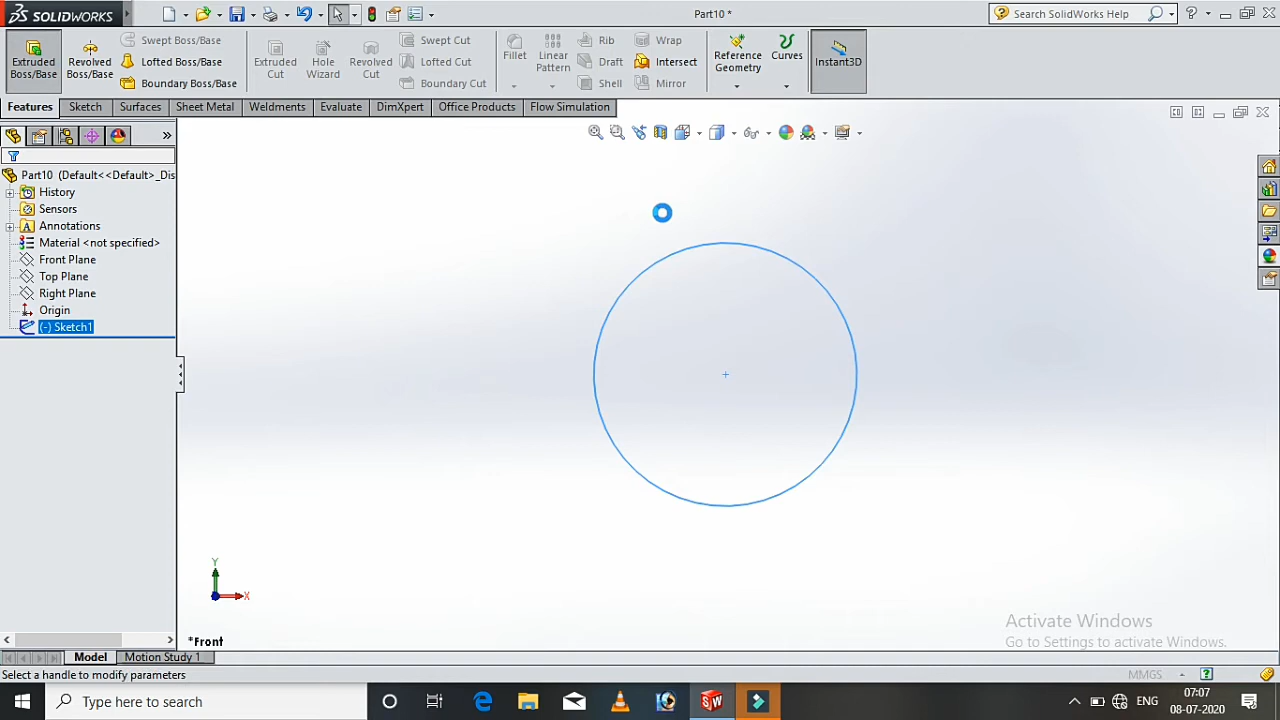 SOLIDWORKS
Part10 *
Search SolidWorks Help
Extruded Boss/Base
Revolved Boss/Base
Swept Boss/Base
Lofted Boss/Base
Boundary Boss/Base
Extruded Cut
Hole Wizard
Revolved Cut
Swept Cut
Lofted Cut
Boundary Cut
Fillet
Linear Pattern
Rib
Draft
Shell
Wrap
Intersect
Mirror
Reference Geometry
Curves
Instant3D
Features
Sketch
Surfaces
Sheet Metal
Weldments
Evaluate
DimXpert
Office Products
Flow Simulation
Part10 (Default<<Default>_Dis
History
Sensors
Annotations
Material <not specified>
Front Plane
Top Plane
Right Plane
Origin
(-) Sketch1
Y
X
*Front
Activate Windows
Go to Settings to activate Windows.
Model
Motion Study 1
Select a handle to modify parameters
MMGS
Type here to search
SW
ENG
07:07
08-07-2020